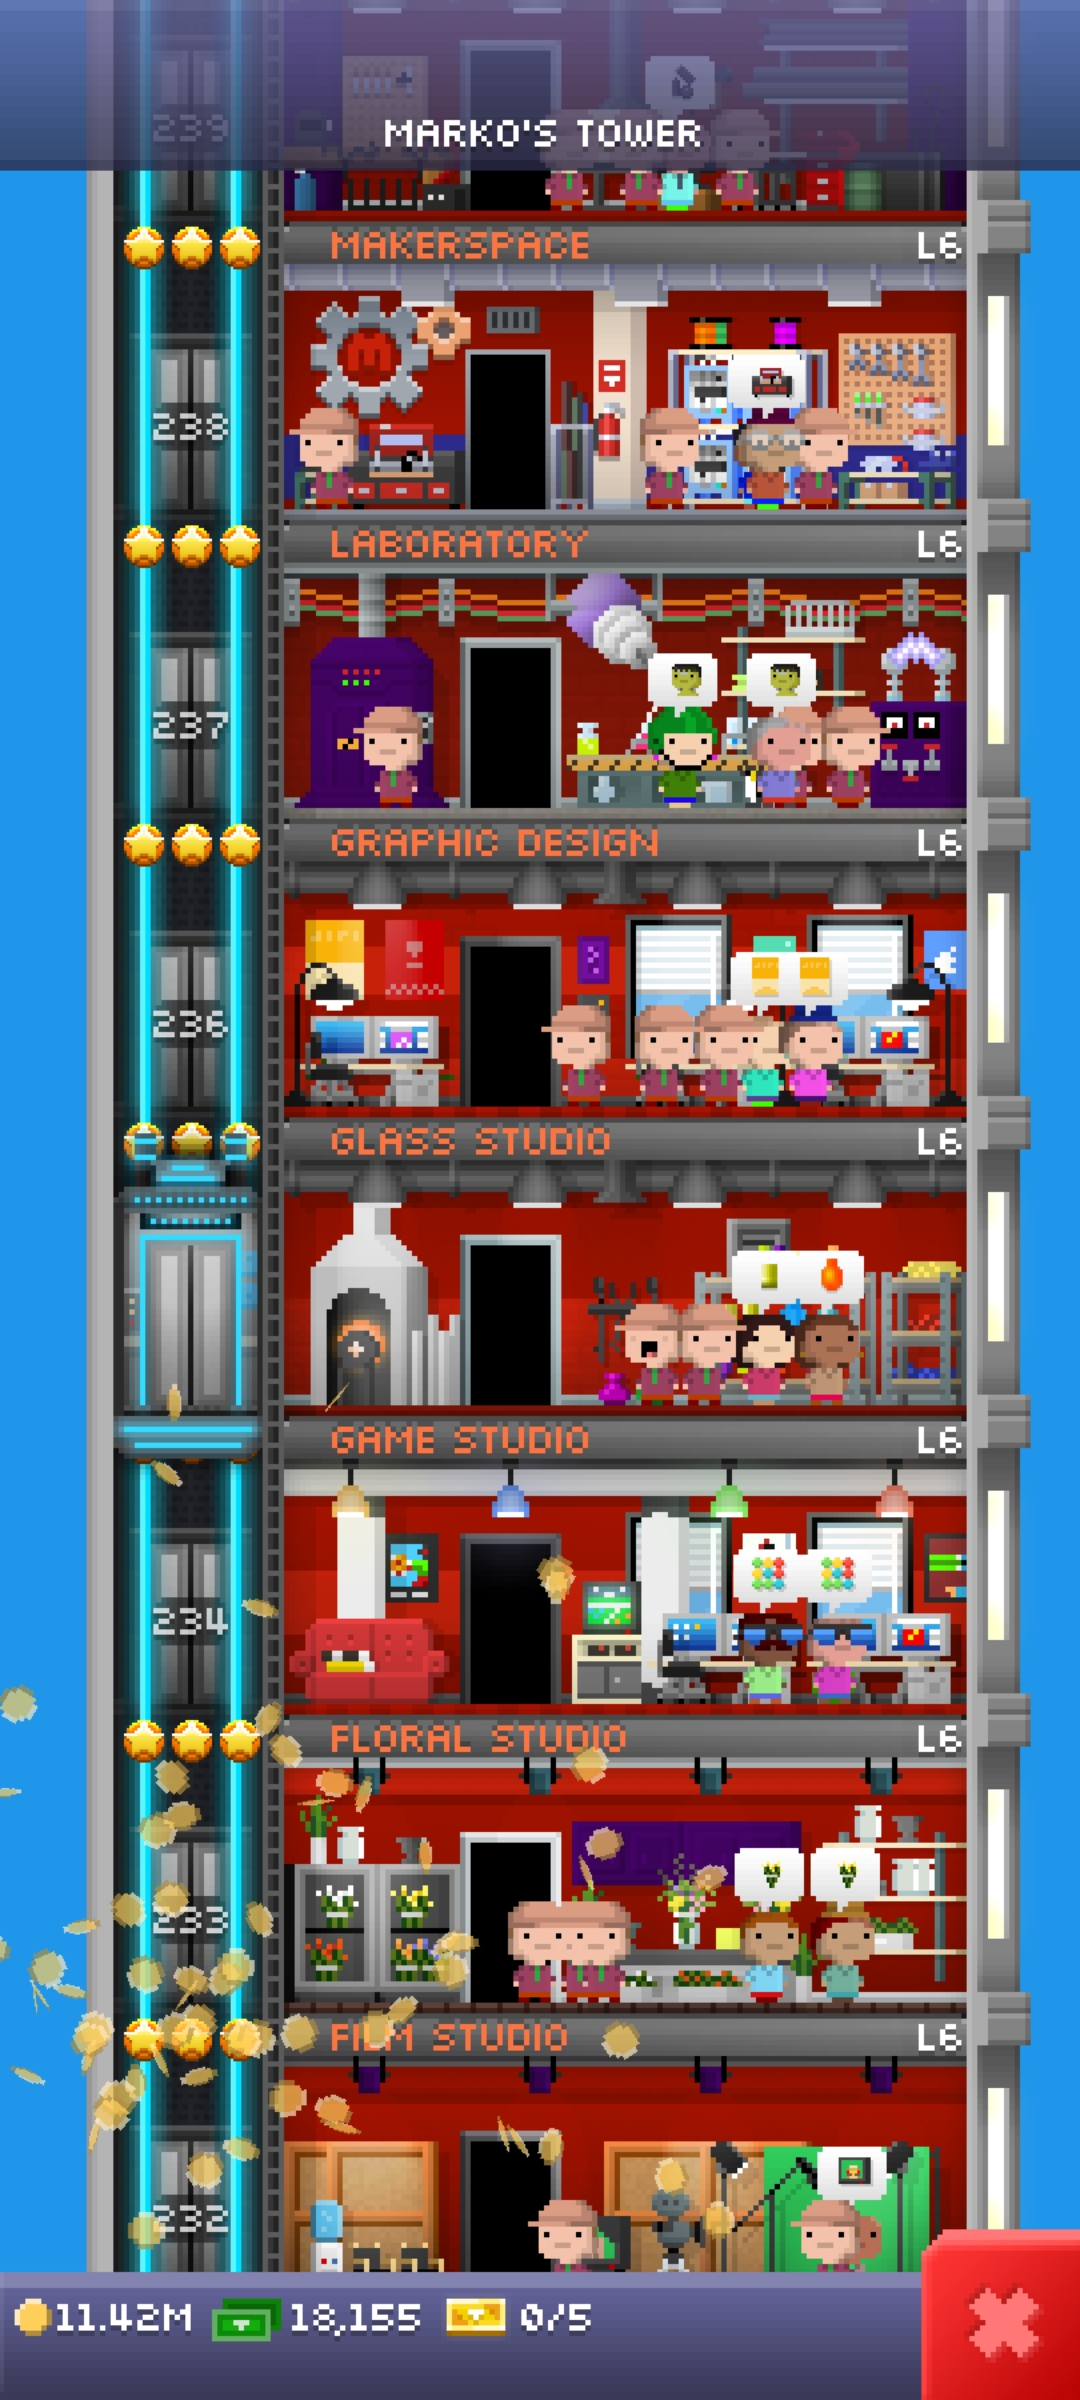 239
MARKO'S TOWER
MAKERSPACE L6
M
238
LABORATORY L6
237
GRAPHIC DESIGN L6
236
GLASS STUDIO L6
GAME STUDIO L6
234
FLORAL STUDIO L6
233
FILM STUDIO L6
232
11.42M 18,155 0/5